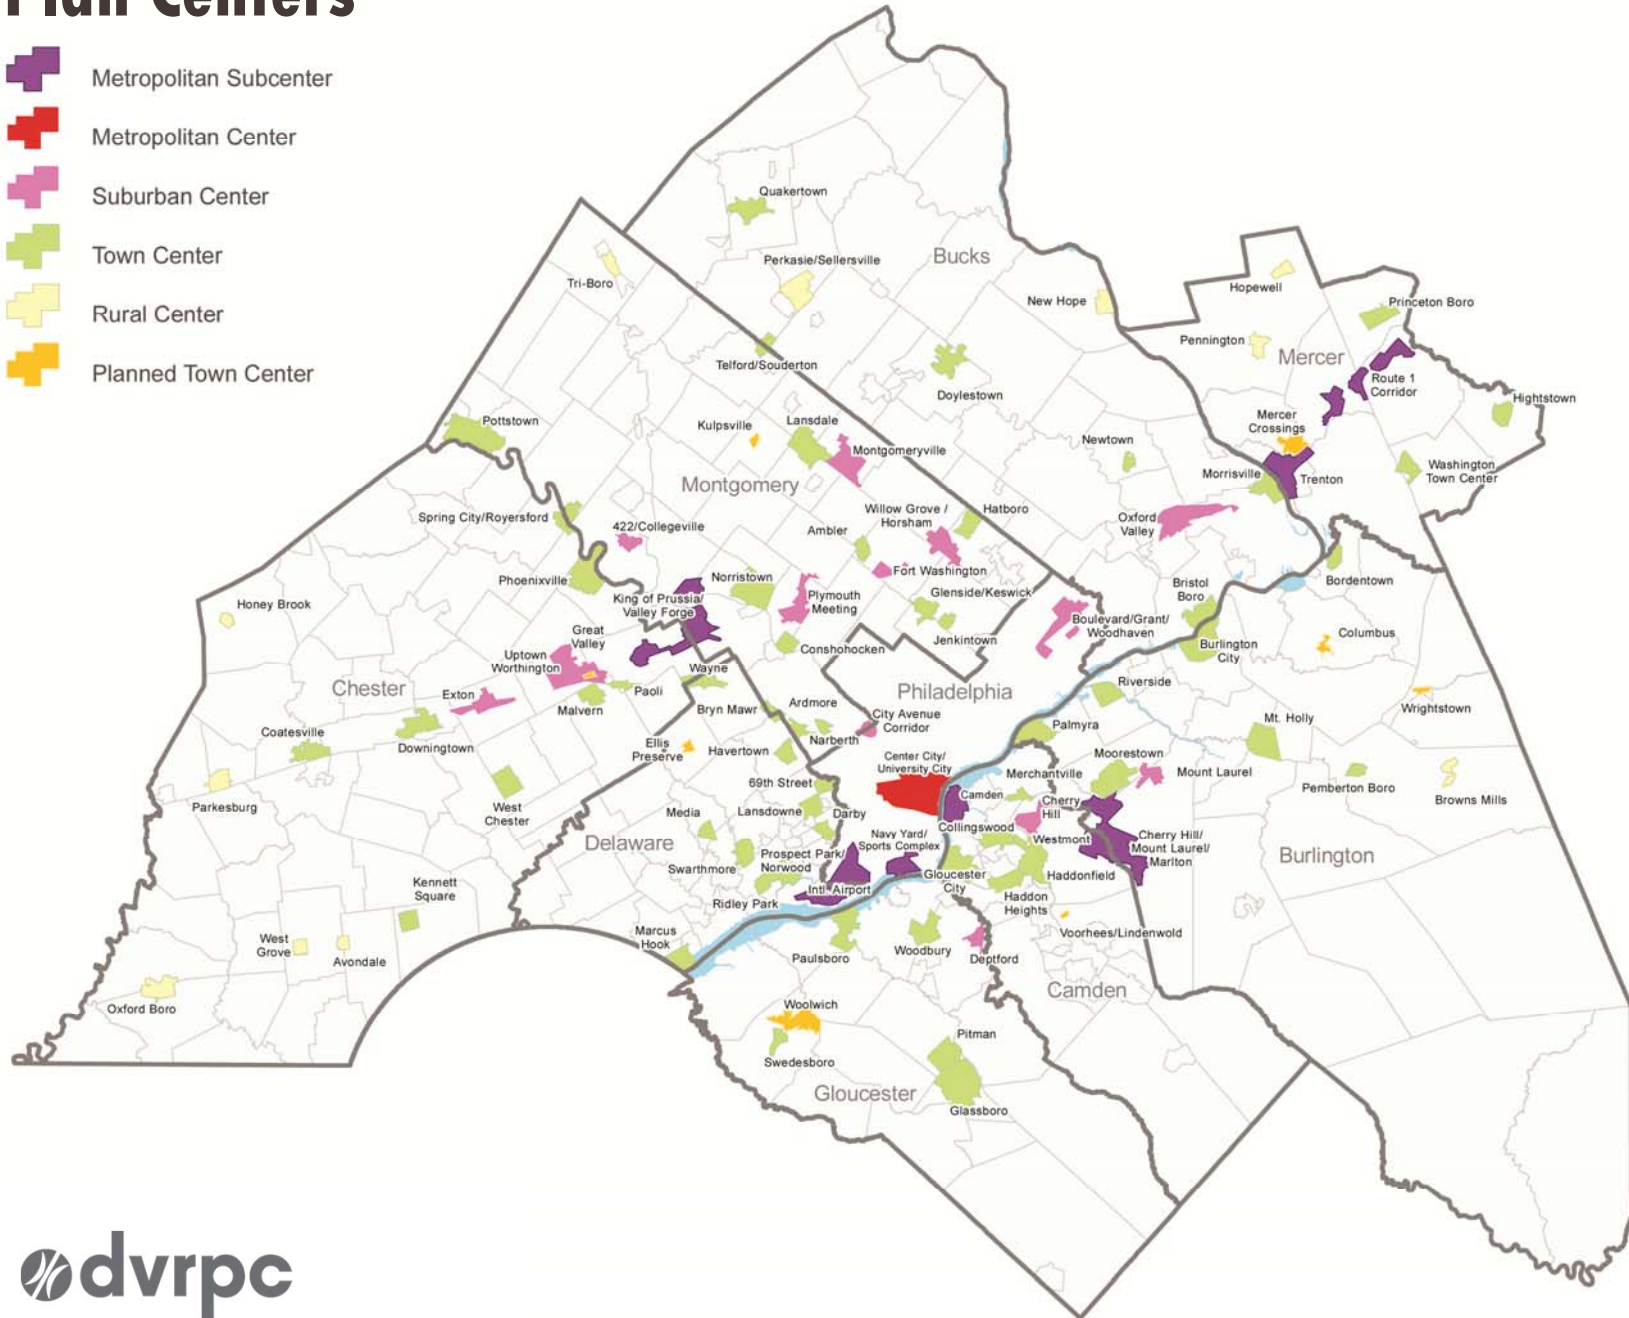 Plan Centers
Metropolitan Subcenter
Metropolitan Center
Suburban Center
Town Center
Rural Center
Planned Town Center
Quakertown
Perkasie/Sellersville
Bucks
Tri-Boro
New Hope
Hopewell
Princeton Boro
Pennington
Mercer
Telford/Souderton
Route 1
Corridor
Doylestown
Hightstown
Pottstown
Kulpsville
Lansdale
Montgomeryville
Mercer
Crossings
Newtown
Morrisville
Trenton
Washington
Town Center
Montgomery
Spring City/Royersford
422/Collegeville
Willow Grove /
Horsham
Hatboro
Ambler
Oxford
Valley
Fort Washington
Phoenixville
Norristown
Plymouth
Meeting
Glenside/Keswick
Bristol
Boro
Bordentown
King of Prussia/
Valley Forge
Honey Brook
Great
Valley
Jenkintown
Boulevard/Grant/
Woodhaven
Columbus
Conshohocken
Burlington
City
Uptown
Worthington
Wayne
Chester
Exton
Paoli
Malvern
Philadelphia
Riverside
Bryn Mawr
Ardmore
City Avenue
Corridor
Wrightstown
Coatesville
Downingtown
Ellis
Preserve
Havertown
Narberth
Palmyra
Mt. Holly
Center City/
University City
Moorestown
Mount Laurel
Merchantville
69th Street
Pemberton Boro
Browns Mills
Parkesburg
West
Chester
Media
Lansdowne
Darby
Camden
Cherry
Hill
Collingswood
Delaware
Navy Yard/
Sports Complex
Westmont
Cherry Hill/
Mount Laurel/
Marlton
Burlington
Swarthmore
Prospect Park/
Norwood
Intl. Airport
Gloucester
City
Haddonfield
Kennett
Square
Ridley Park
Haddon
Heights
Marcus
Hook
West
Grove
Avondale
Paulsboro
Woodbury
Deptford
Voorhees/Lindenwold
Oxford Boro
Camden
Woolwich
Swedesboro
Pitman
Gloucester
Glassboro
dvrpc